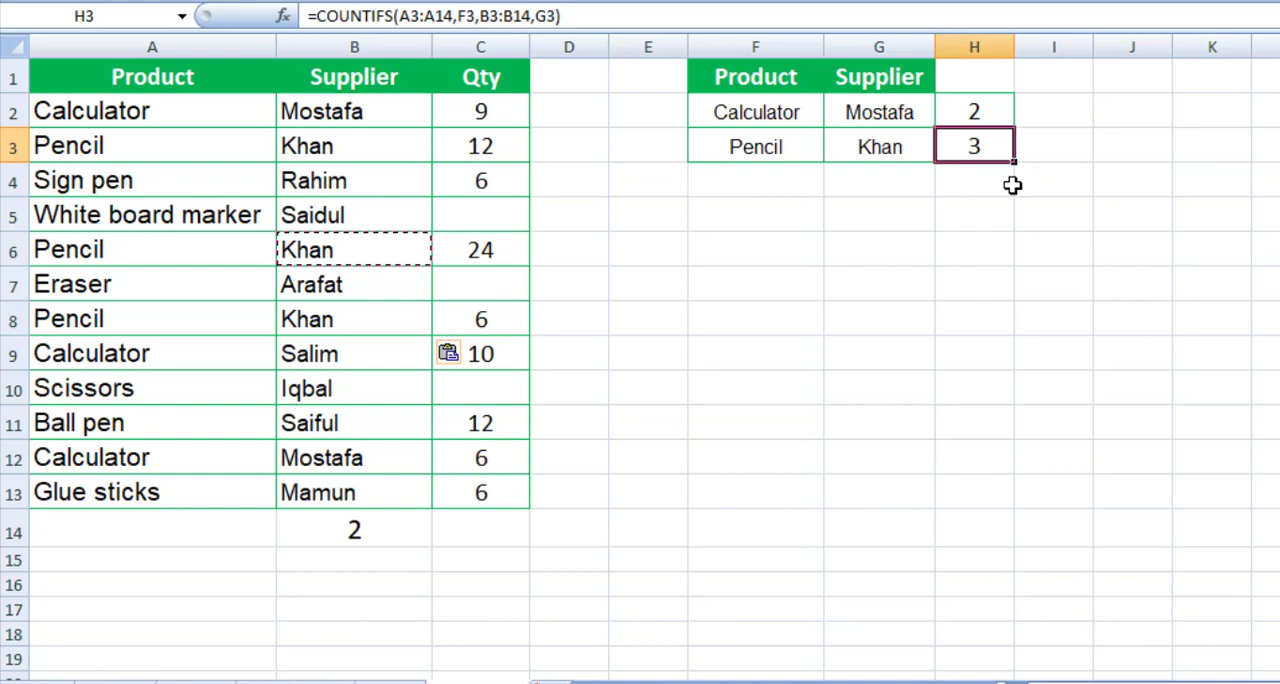 H3 fx =COUNTIFS(A3:A14,F3,B3:B14,G3)
A B C D E F G H I J K
1 Product Supplier Qty Product Supplier
2 Calculator Mostafa 9 Calculator Mostafa 2
3 Pencil Khan 12 Pencil Khan 3
4 Sign pen Rahim 6
5 White board marker Saidul
6 Pencil Khan 24
7 Eraser Arafat
8 Pencil Khan 6
9 Calculator Salim 10
10 Scissors Iqbal
11 Ball pen Saiful 12
12 Calculator Mostafa 6
13 Glue sticks Mamun 6
14 2
15
16
17
18
19